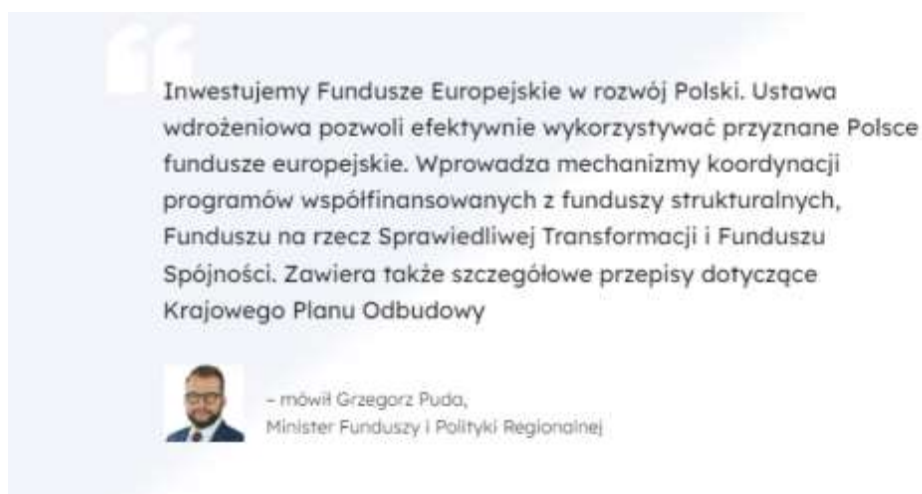 Inwestujemy Fundusze Europejskie w rozwój Polski. Ustawa
wdrożeniowa pozwoli efektywnie wykorzystywać przyznane Polsce
fundusze europejskie. Wprowadza mechanizmy koordynacji
programów współfinansowanych z funduszy strukturalnych,
Funduszu na rzecz Sprawiedliwej Transformacji i Funduszu
Spójności. Zawiera także szczegółowe przepisy dotyczące
Krajowego Planu Odbudowy
– mówił Grzegorz Puda,
Minister Funduszy i Polityki Regionalnej